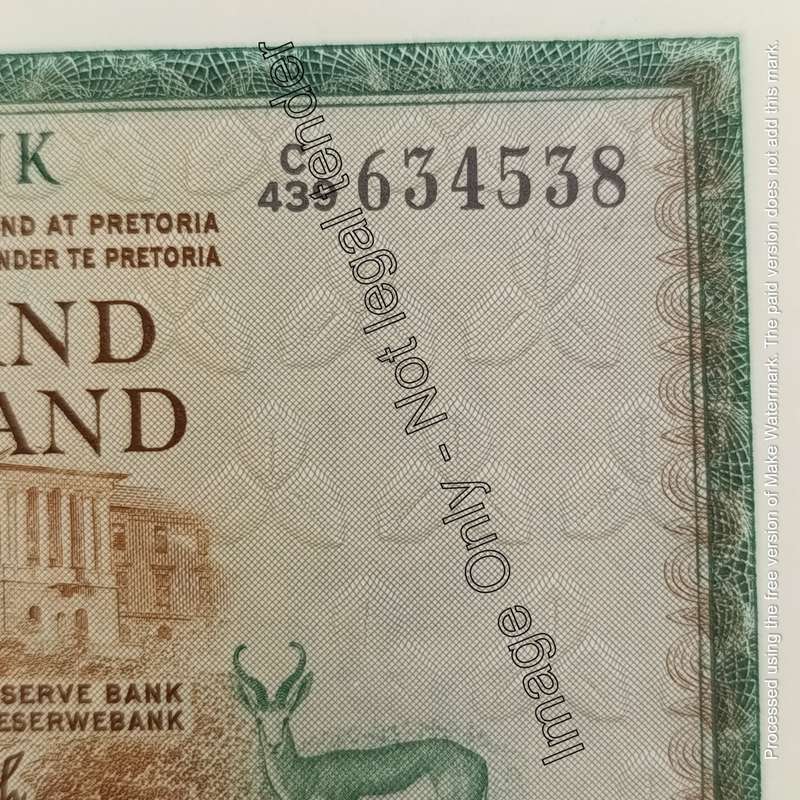 NK
C
439 634538
ND AT PRETORIA
NDER TE PRETORIA
AND
AND
SERVE BANK
ESERWEBANK
Image Only - Not legal tender
Processed using the free version of Make Watermark. The paid version does not add this mark.